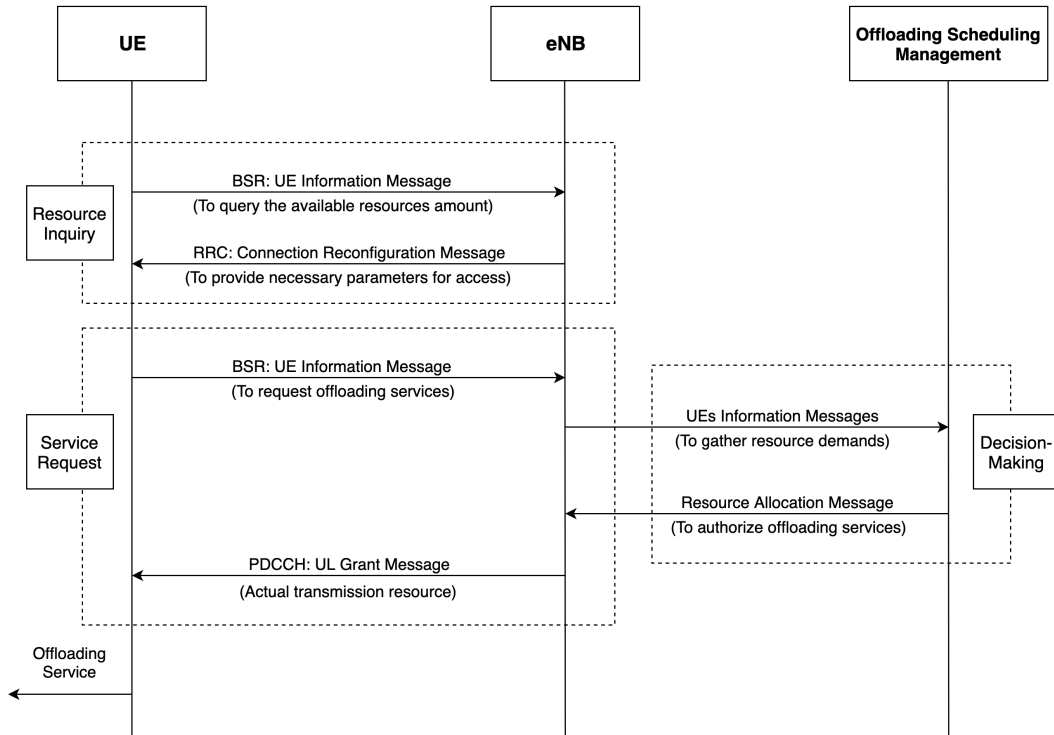 UE
eNB
Offloading Scheduling
Management
BSR: UE Information Message
(To query the available resources amount)
Resource
Inquiry
RRC: Connection Reconfiguration Message
(To provide necessary parameters for access)
BSR: UE Information Message
(To request offloading services)
UEs Information Messages
(To gather resource demands)
Service
Request
Decision-
Making
Resource Allocation Message
(To authorize offloading services)
PDCCH: UL Grant Message
(Actual transmission resource)
Offloading
Service